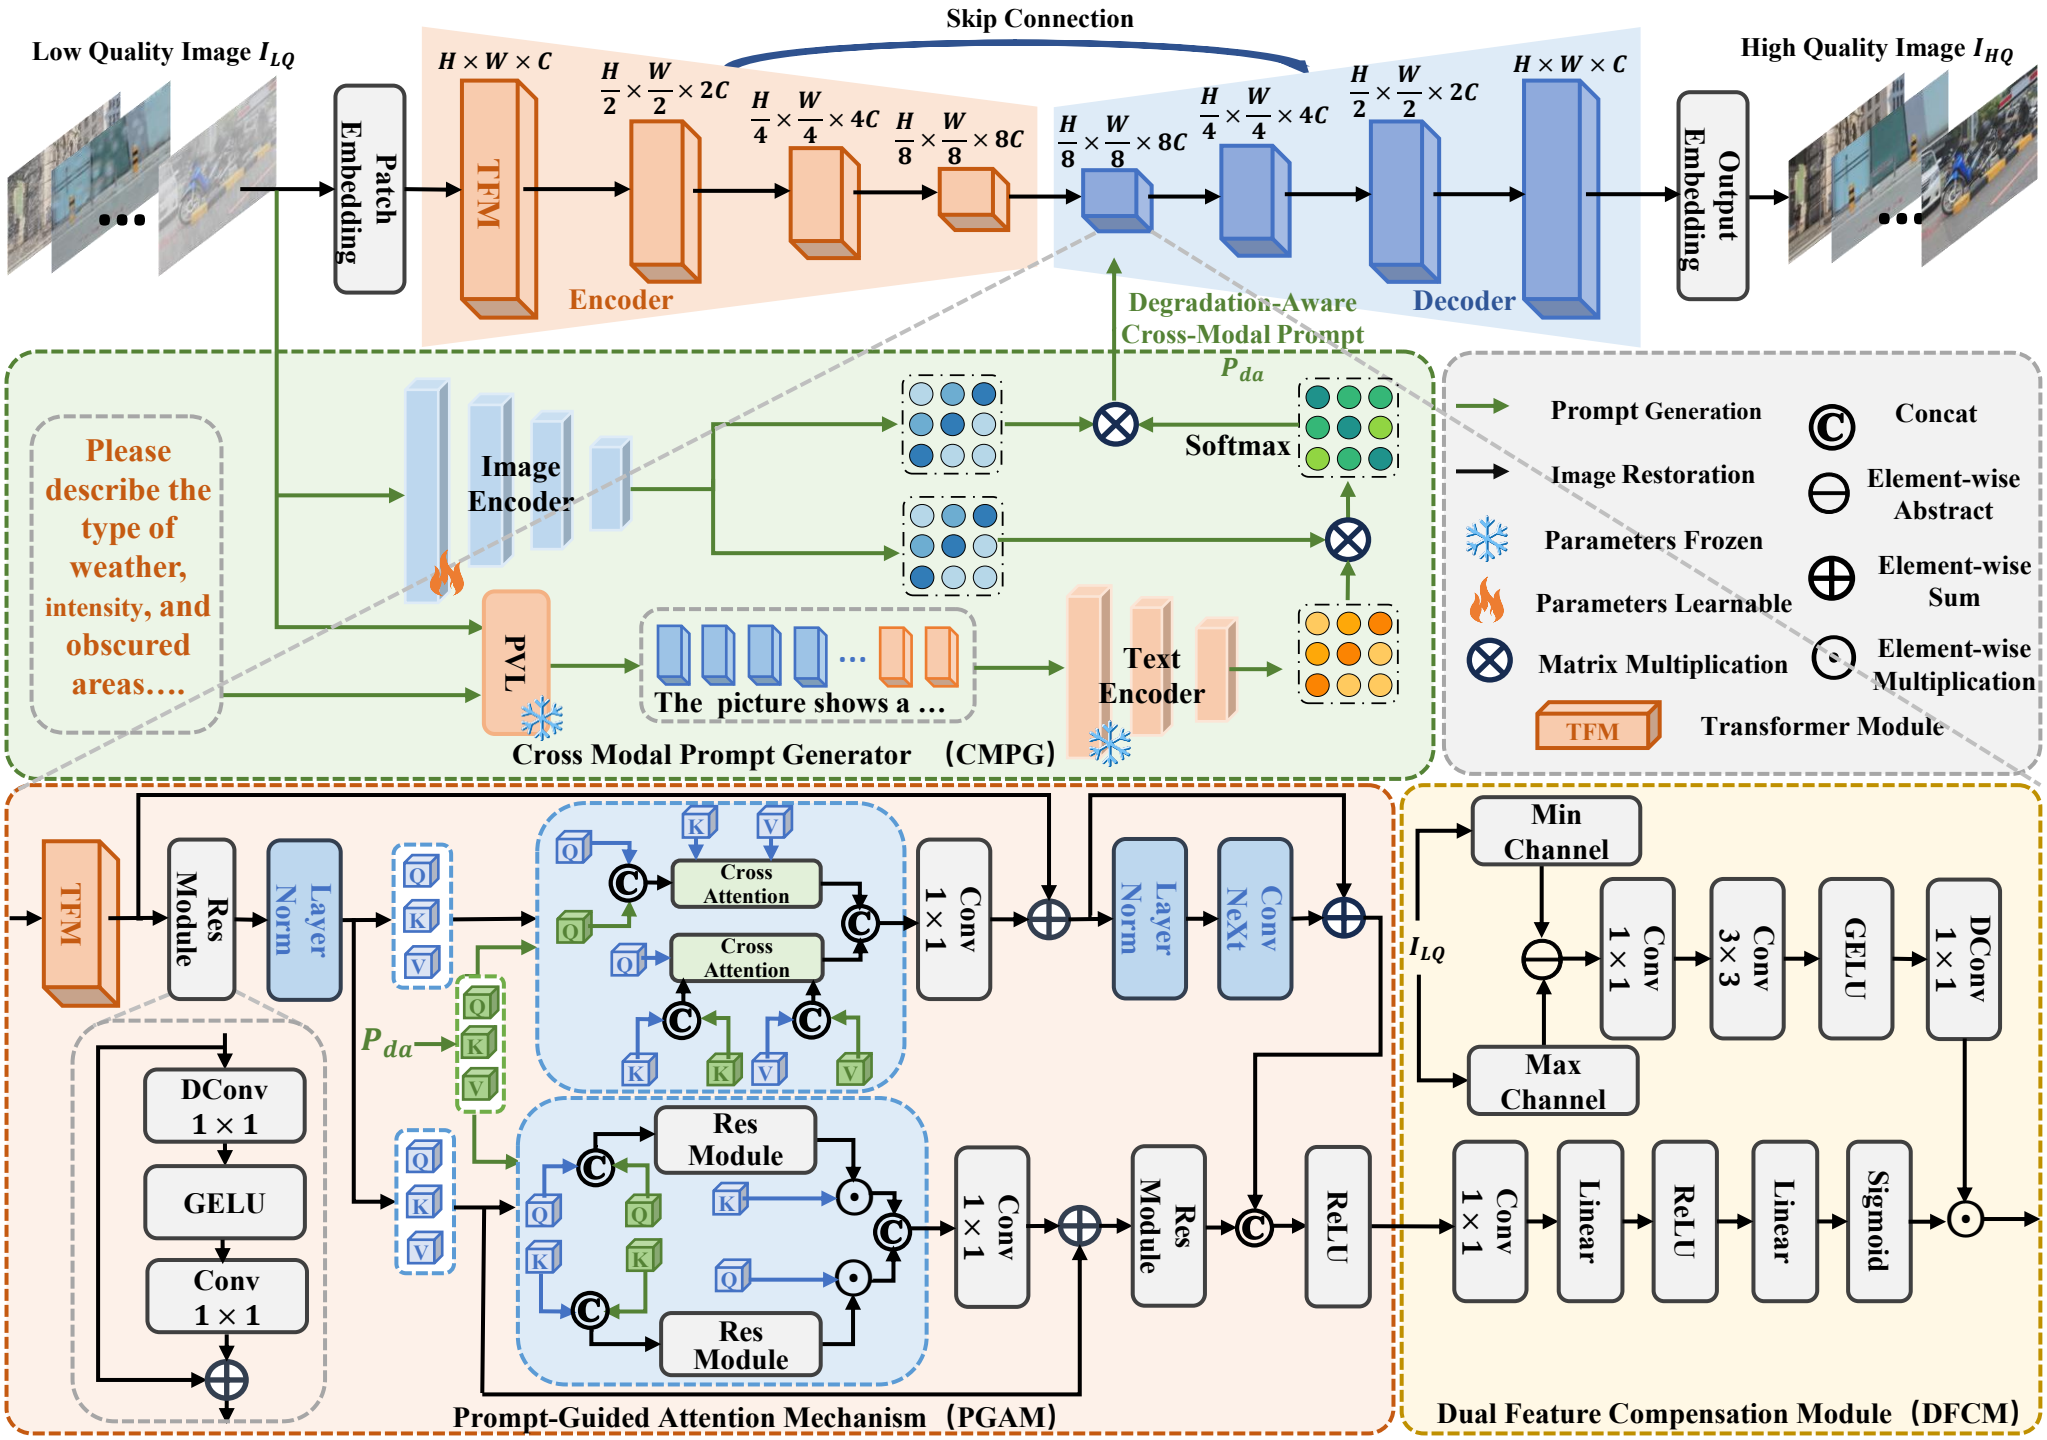 Skip Connection
Low Quality Image I_LQ
High Quality Image I_HQ
H × W × C
H/2 × W/2 × 2C
H/4 × W/4 × 4C
H/8 × W/8 × 8C
H/8 × W/8 × 8C
H/4 × W/4 × 4C
H/2 × W/2 × 2C
H × W × C
Patch
Embedding
TFM
Encoder
Decoder
Output
Embedding
Degradation-Aware
Cross-Modal Prompt
P_da
Please
describe the
type of
weather,
intensity, and
obscured
areas….
Image
Encoder
Softmax
PVL
The picture shows a …
Text
Encoder
Cross Modal Prompt Generator (CMPG)
Prompt Generation
Image Restoration
Parameters Frozen
Parameters Learnable
Matrix Multiplication
TFM
Transformer Module
C
Concat
Element-wise
Abstract
Element-wise
Sum
Element-wise
Multiplication
TFM
Res
Module
Layer
Norm
Q
K
V
P_da
Q
K
V
Q
K
V
DConv
1 × 1
GELU
Conv
1 × 1
Q
K
V
C
Q
Cross
Attention
Q
Cross
Attention
C
C
C
K
K
V
V
Conv
1 × 1
Layer
Norm
Conv
NeXt
C
Res
Module
K
Q
Q
K
K
Q
C
C
Res
Module
Conv
1 × 1
Res
Module
C
ReLU
Prompt-Guided Attention Mechanism (PGAM)
Min
Channel
I_LQ
Max
Channel
Conv
1 × 1
Conv
3×3
GELU
DConv
1 × 1
Conv
1 × 1
Linear
ReLU
Linear
Sigmoid
Dual Feature Compensation Module (DFCM)